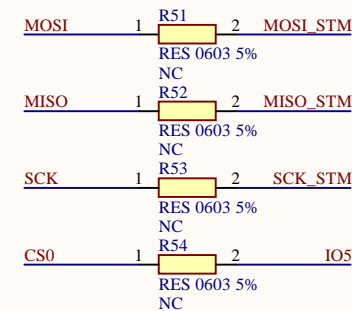 R51
MOSI 1 2 MOSI_STM
RES 0603 5%
NC
R52
MISO 1 2 MISO_STM
RES 0603 5%
NC
R53
SCK 1 2 SCK_STM
RES 0603 5%
NC
R54
CS0 1 2 IO5
RES 0603 5%
NC